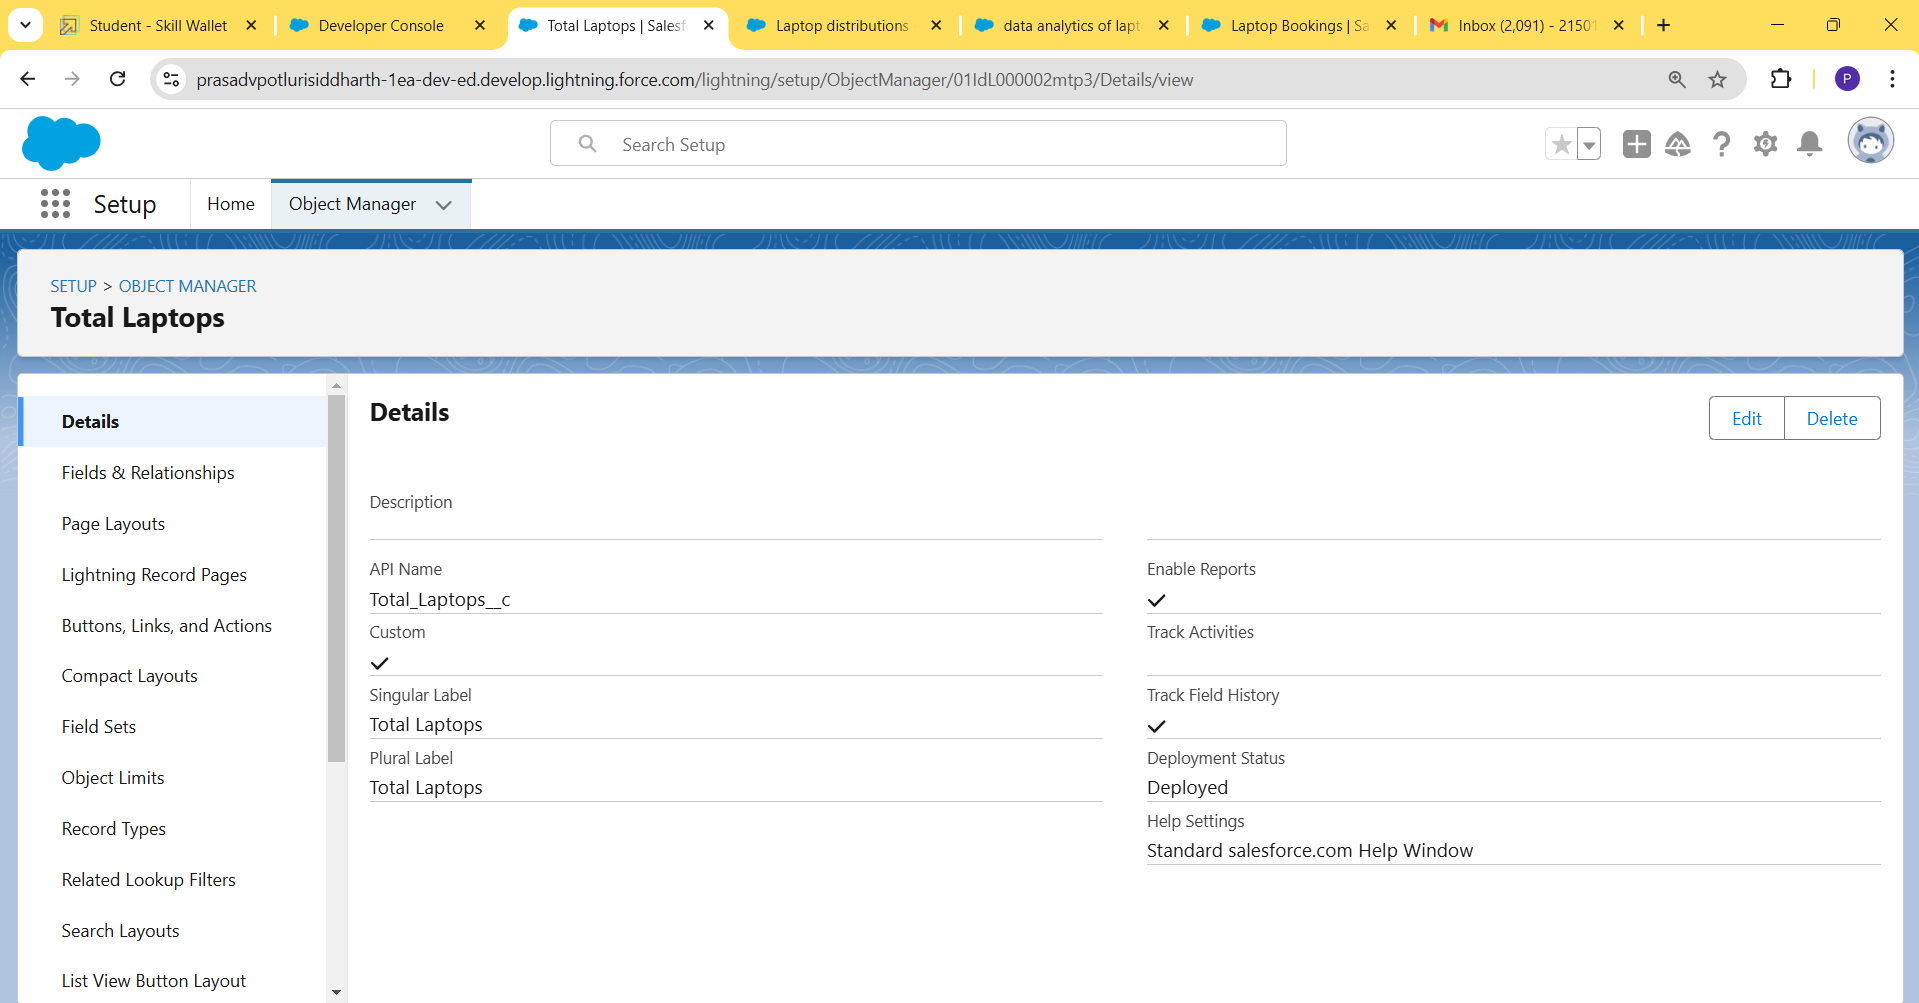 Student - Skill Wallet
Developer Console
Total Laptops | Salesf
Laptop distributions
data analytics of lapt
Laptop Bookings | Sa
Inbox (2,091) - 21501
prasadvpotlurisiddharth-1ea-dev-ed.develop.lightning.force.com/lightning/setup/ObjectManager/01IdL000002mtp3/Details/view
P
Search Setup
Setup
Home
Object Manager
SETUP > OBJECT MANAGER
Total Laptops
Details
Fields & Relationships
Page Layouts
Lightning Record Pages
Buttons, Links, and Actions
Compact Layouts
Field Sets
Object Limits
Record Types
Related Lookup Filters
Search Layouts
List View Button Layout
Details
Edit
Delete
Description
API Name
Total_Laptops__c
Custom
Singular Label
Total Laptops
Plural Label
Total Laptops
Enable Reports
Track Activities
Track Field History
Deployment Status
Deployed
Help Settings
Standard salesforce.com Help Window